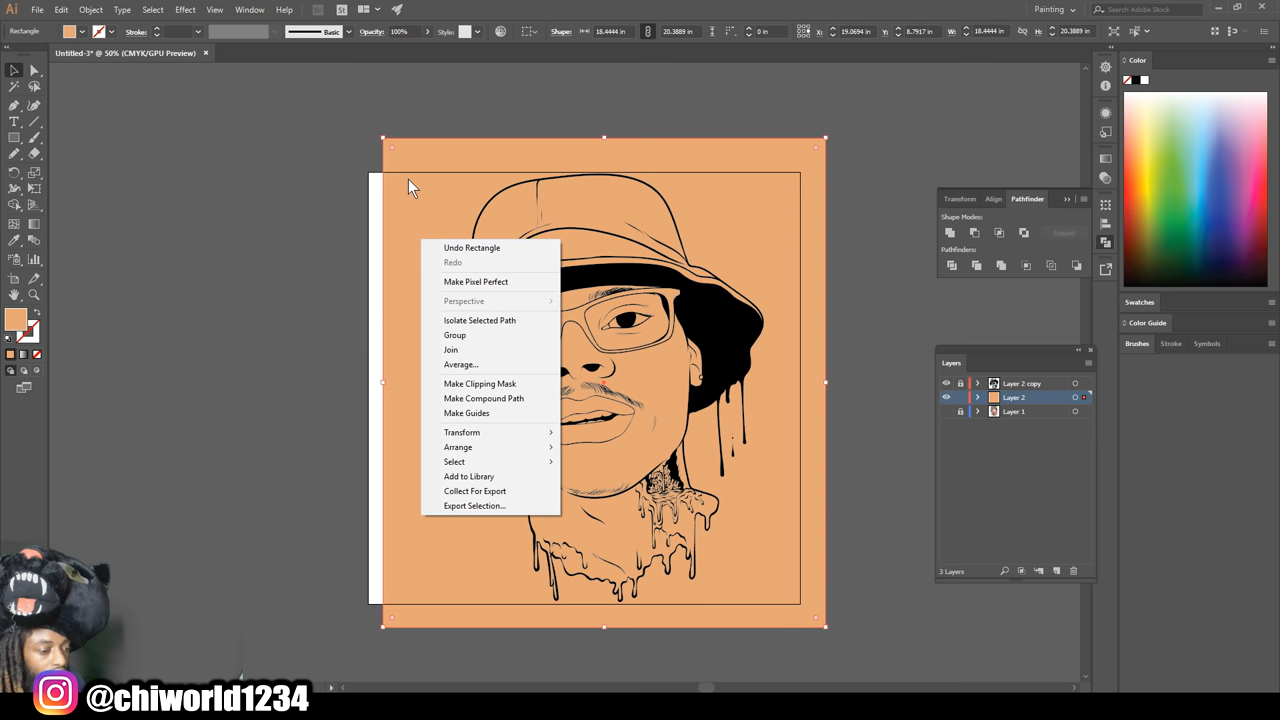 Ai File Edit Object Type Select Effect View Window Help Br St Painting Search Adobe Stock
Rectangle Stroke: Basic Opacity: 100% Style: Shape: 18.4444 in 20.3889 in 0 in X: 19.0694 in Y: 8.7917 in W: 18.4444 in H: 20.3889 in
Untitled-3* @ 50% (CMYK/GPU Preview) ×
Color
Transform Align Pathfinder
Shape Modes:
Expand
Pathfinders:
Undo Rectangle
Redo
Make Pixel Perfect
Perspective
Isolate Selected Path
Group
Join
Average...
Make Clipping Mask
Make Compound Path
Make Guides
Transform
Arrange
Select
Add to Library
Collect For Export
Export Selection...
Swatches
Color Guide
Brushes Stroke Symbols
Layers
Layer 2 copy
Layer 2
Layer 1
3 Layers
@chiworld1234